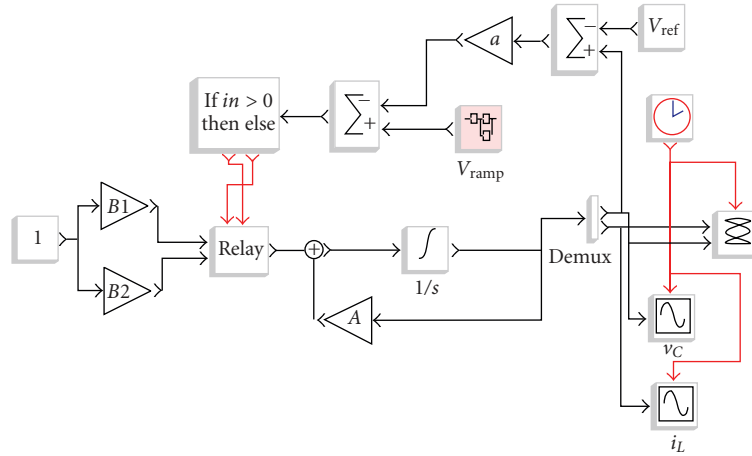 a
−
+
∑
V_ref
If in > 0
then else
−
+
∑
V_ramp
B1
1
Relay
+
∫
1/s
Demux
B2
A
v_C
i_L